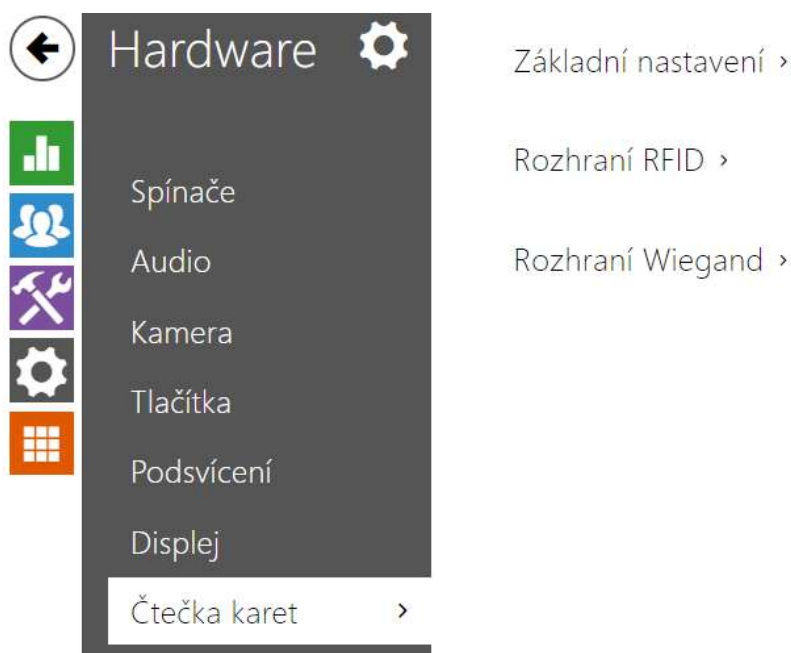 Hardware
Spínače
Audio
Kamera
Tlačítka
Podsvícení
Displej
Čtečka karet
Základní nastavení
Rozhraní RFID
Rozhraní Wiegand